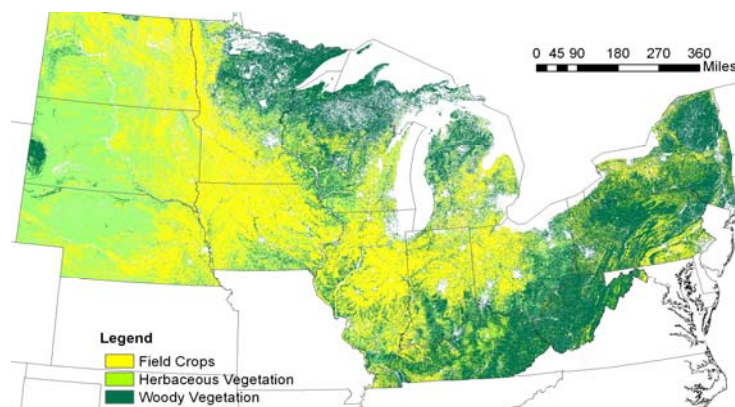 0 45 90 180 270 360
Miles
Legend
Field Crops
Herbaceous Vegetation
Woody Vegetation